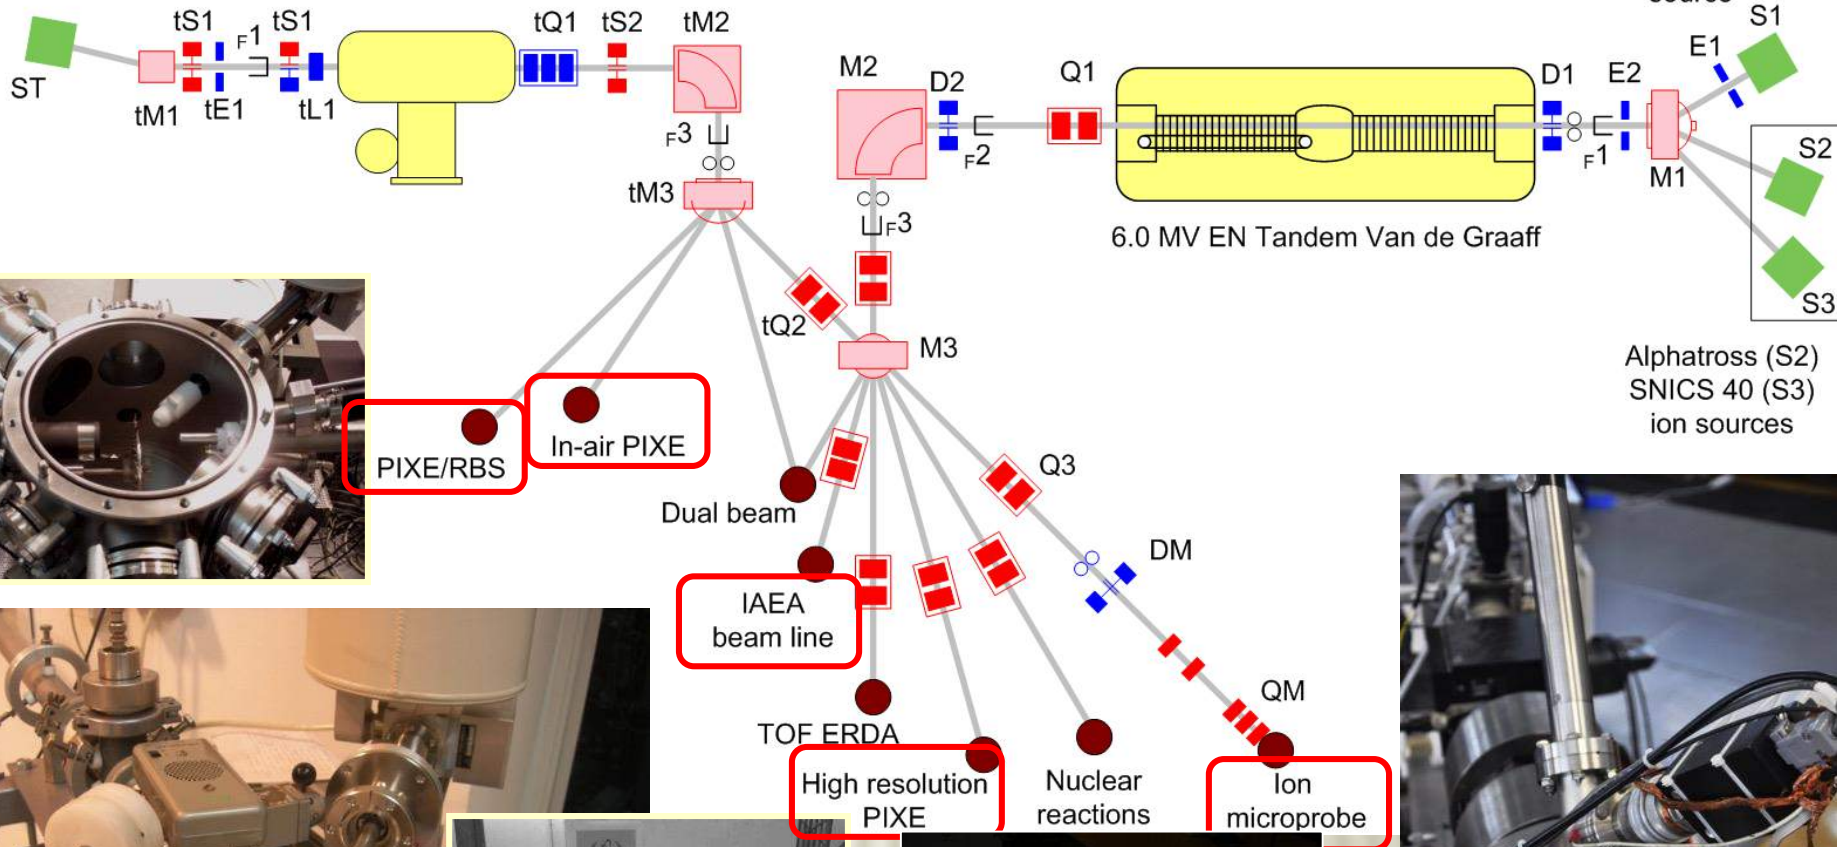 source
S1
tS1
tS1
tQ1
tS2
tM2
F1
ST
tM1
tE1
tL1
M2
D2
Q1
D1
E2
E1
F3
F2
F1
M1
S2
tM3
F3
6.0 MV EN Tandem Van de Graaff
S3
tQ2
M3
Alphatross (S2)
SNICS 40 (S3)
ion sources
In-air PIXE
PIXE/RBS
Q3
Dual beam
DM
IAEA
beam line
QM
TOF ERDA
High resolution
PIXE
Nuclear
reactions
Ion
microprobe